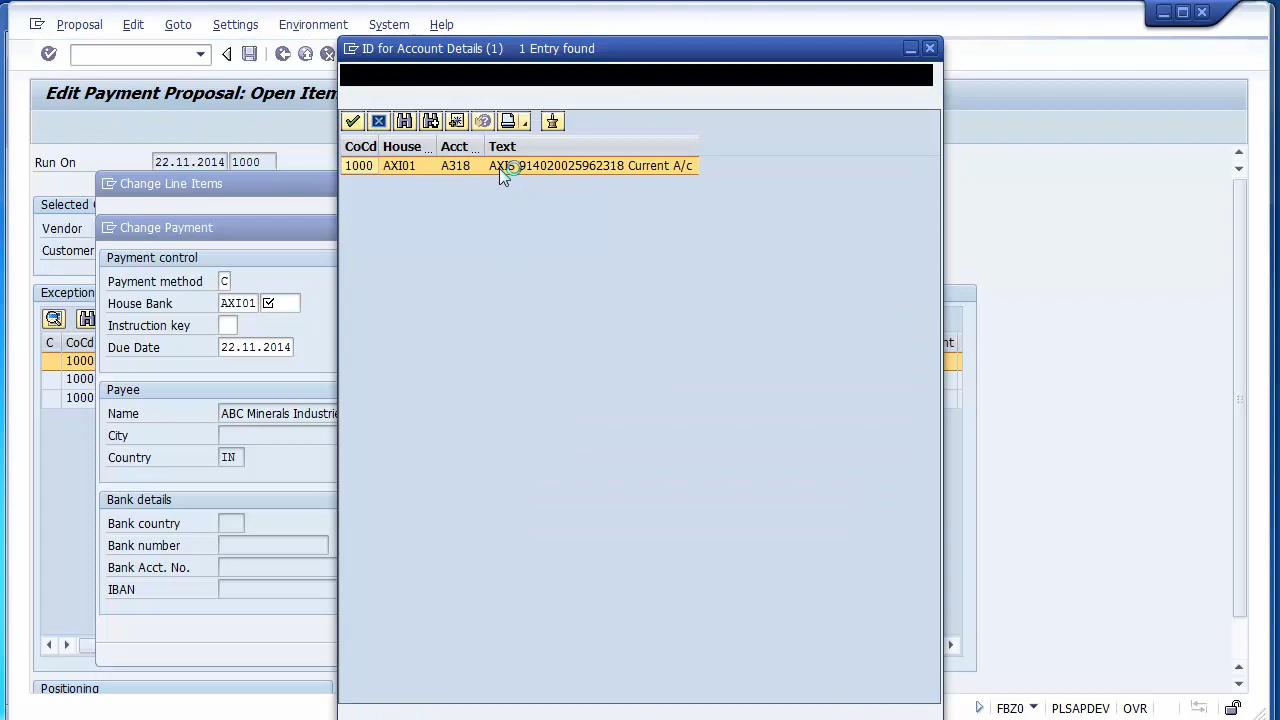 Proposal Edit Goto Settings Environment System Help
ID for Account Details (1) 1 Entry found
Edit Payment Proposal: Open Item
Run On 22.11.2014 1000
Change Line Items
Selected
Vendor
Customer
Change Payment
Payment control
Payment method C
House Bank AXI01
Instruction key
Due Date 22.11.2014
Payee
Name ABC Minerals Industrie
City
Country IN
Bank details
Bank country
Bank number
Bank Acct. No.
IBAN
CoCd House ... Acct ... Text
1000 AXI01 A318 914020025962318 Current A/c
Exception
C CoCd
1000
1000
1000
Positioning
FBZ0 PLSAPDEV OVR